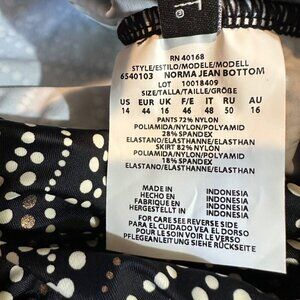 RN 40168
STYLE/ESTILO/MODELE/MODELL
6540103 NORMA JEAN BOTTOM
LOT 10018409
SIZE/TALLA/TAILLE/GRÖßE
US EUR UK F/E IT RU AU
14 44 16 46 48 50 16
PANTS 72% NYLON
POLIAMIDA/NYLON/POLYAMID
28% SPANDEX
ELASTANO/ELASTHANNE/ELASTHAN
SKIRT 82% NYLON
POLIAMIDA/NYLON/POLYAMID
18% SPANDEX
ELASTANO/ELASTHANNE/ELASTHAN
MADE IN INDONESIA
HECHO EN INDONESIA
FABRIQUE EN INDONESIA
HERGESTELLT IN INDONESIA
FOR CARE SEE REVERSE SIDE
PARA EL CUIDADO VEA EL DORSO
POUR LE SOIN VOIR LE VERSO
PFLEGEANLEITUNG SIEHE RÜCKSEITE